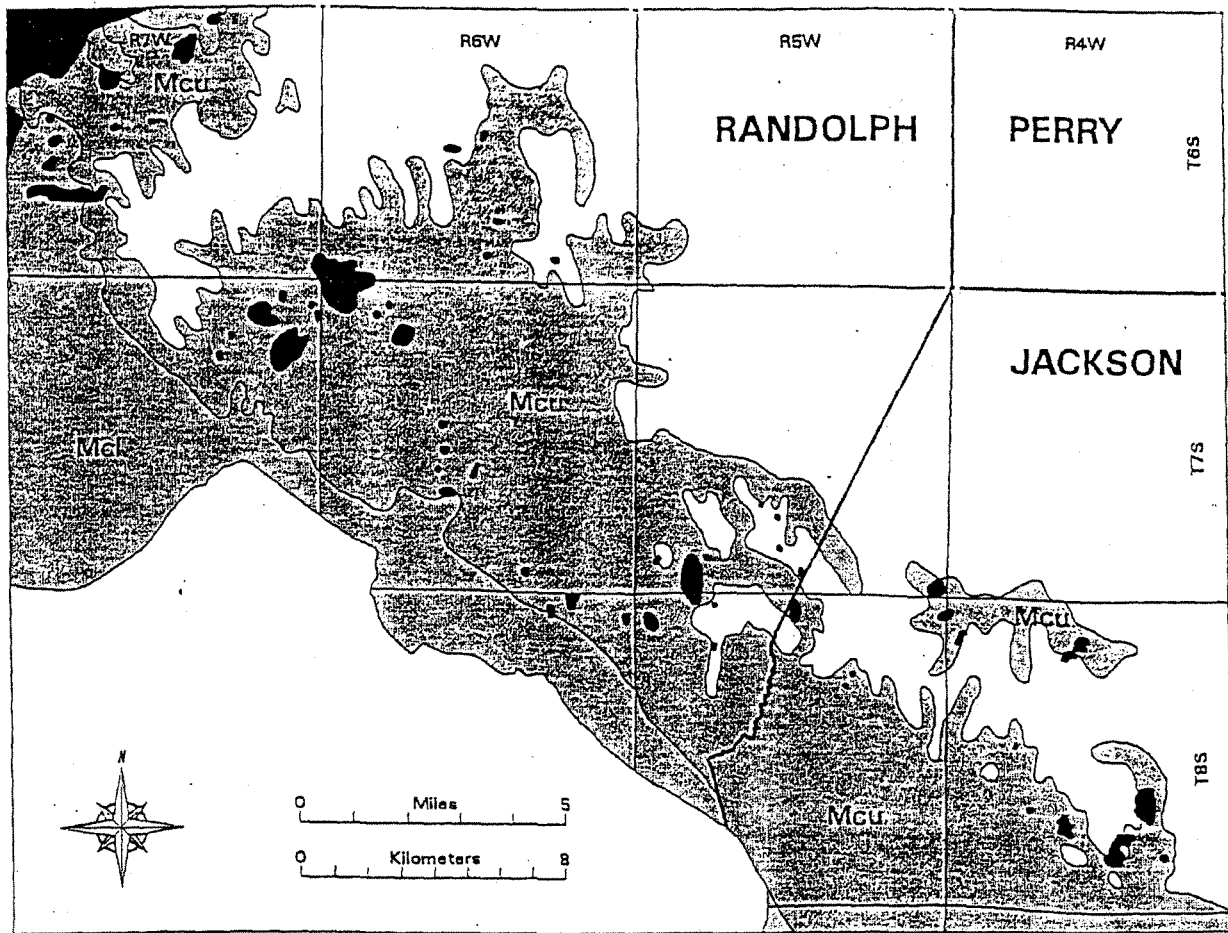 R7W
R6W
R5W
R4W
Mcu
RANDOLPH
PERRY
T6S
JACKSON
Mcu
Mcl
T7S
Mcu
N
0 Miles 5
0 Kilometers 8
Mcu
T8S